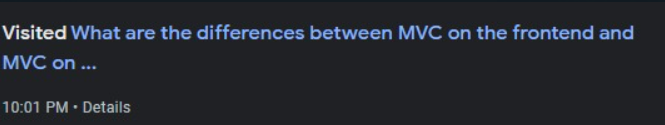 Visited What are the differences between MVC on the frontend and
MVC on ...
10:01 PM • Details